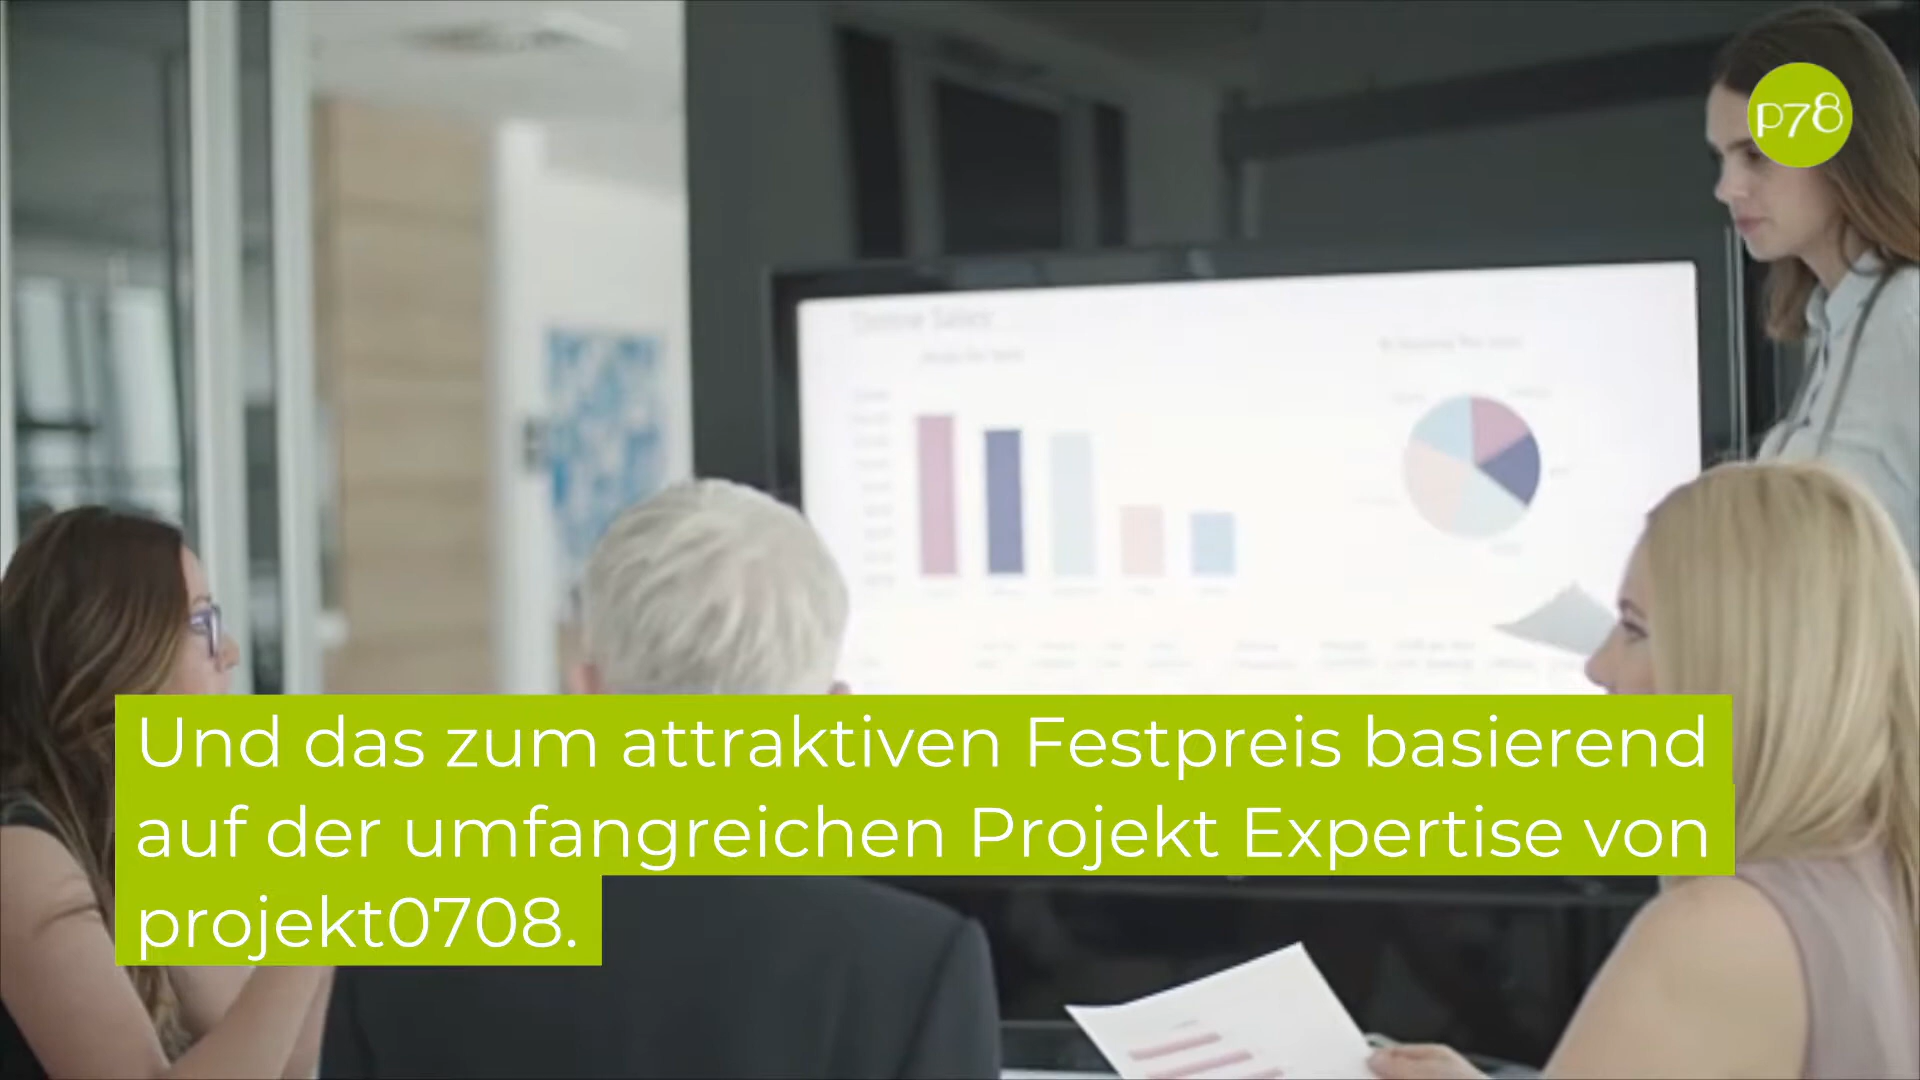 p78
Und das zum attraktiven Festpreis basierend
auf der umfangreichen Projekt Expertise von
projekt0708.